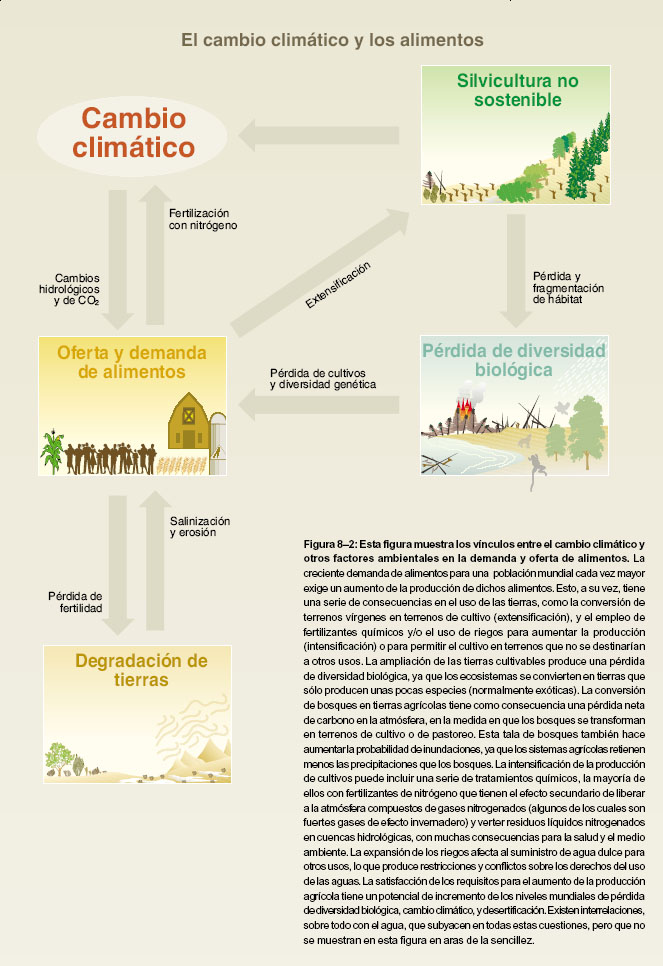 El cambio climático y los alimentos
Silvicultura no
sostenible
Cambio
climático
Fertilización
con nitrógeno
Cambios
hidrológicos
y de CO₂
Extensificación
Pérdida y
fragmentación
de hábitat
Oferta y demanda
de alimentos
Pérdida de cultivos
y diversidad genética
Pérdida de diversidad
biológica
Salinización
y erosión
Pérdida de
fertilidad
Degradación de
tierras
Figura 8–2: Esta figura muestra los vínculos entre el cambio climático y
otros factores ambientales en la demanda y oferta de alimentos. La
creciente demanda de alimentos para una población mundial cada vez mayor
exige un aumento de la producción de dichos alimentos. Esto, a su vez, tiene
una serie de consecuencias en el uso de las tierras, como la conversión de
terrenos vírgenes en terrenos de cultivo (extensificación), y el empleo de
fertilizantes químicos y/o el uso de riegos para aumentar la producción
(intensificación) o para permitir el cultivo en terrenos que no se destinarían
a otros usos. La ampliación de las tierras cultivables produce una pérdida
de diversidad biológica, ya que los ecosistemas se convierten en tierras que
sólo producen unas pocas especies (normalmente exóticas). La conversión
de bosques en tierras agrícolas tiene como consecuencia una pérdida neta
de carbono en la atmósfera, en la medida en que los bosques se transforman
en terrenos de cultivo o de pastoreo. Esta tala de bosques también hace
aumentar la probabilidad de inundaciones, ya que los sistemas agrícolas retienen
menos las precipitaciones que los bosques. La intensificación de la producción
de cultivos puede incluir una serie de tratamientos químicos, la mayoría de
ellos con fertilizantes de nitrógeno que tienen el efecto secundario de liberar
a la atmósfera compuestos de gases nitrogenados (algunos de los cuales son
fuertes gases de efecto invernadero) y verter residuos líquidos nitrogenados
en cuencas hidrológicas, con muchas consecuencias para la salud y el medio
ambiente. La expansión de los riegos afecta al suministro de agua dulce para
otros usos, lo que produce restricciones y conflictos sobre los derechos del uso
de las aguas. La satisfacción de los requisitos para el aumento de la producción
agrícola tiene un potencial de incremento de los niveles mundiales de pérdida
de diversidad biológica, cambio climático, y desertificación. Existen interrelaciones,
sobre todo con el agua, que subyacen en todas estas cuestiones, pero que no
se muestran en esta figura en aras de la sencillez.